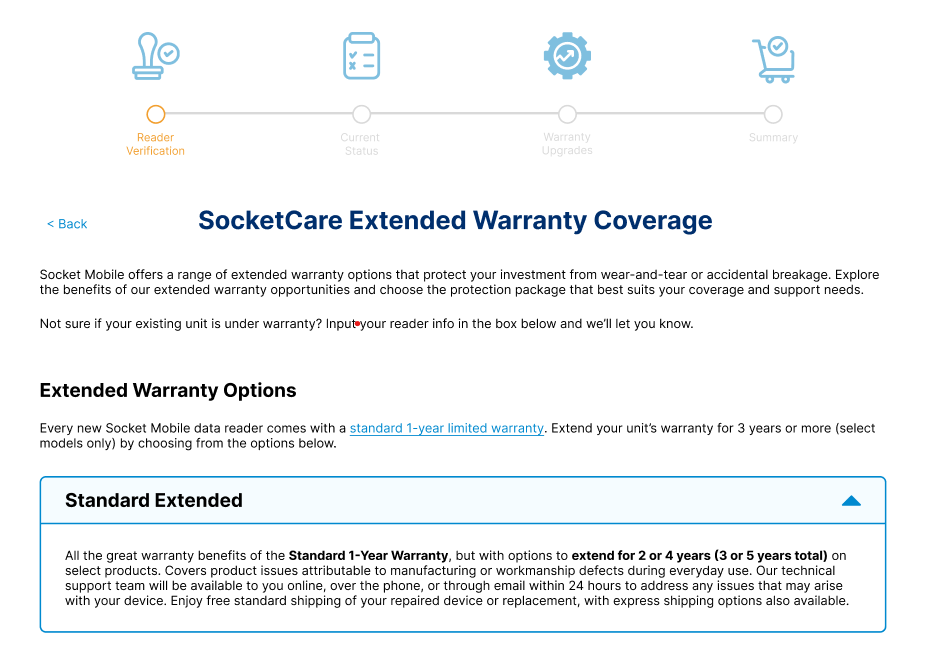 Reader
Verification
Current
Status
Warranty
Upgrades
Summary
< Back
SocketCare Extended Warranty Coverage
Socket Mobile offers a range of extended warranty options that protect your investment from wear-and-tear or accidental breakage. Explore
the benefits of our extended warranty opportunities and choose the protection package that best suits your coverage and support needs.
Not sure if your existing unit is under warranty? Input your reader info in the box below and we'll let you know.
Extended Warranty Options
Every new Socket Mobile data reader comes with a standard 1-year limited warranty. Extend your unit's warranty for 3 years or more (select
models only) by choosing from the options below.
Standard Extended
All the great warranty benefits of the Standard 1-Year Warranty, but with options to extend for 2 or 4 years (3 or 5 years total) on
select products. Covers product issues attributable to manufacturing or workmanship defects during everyday use. Our technical
support team will be available to you online, over the phone, or through email within 24 hours to address any issues that may arise
with your device. Enjoy free standard shipping of your repaired device or replacement, with express shipping options also available.